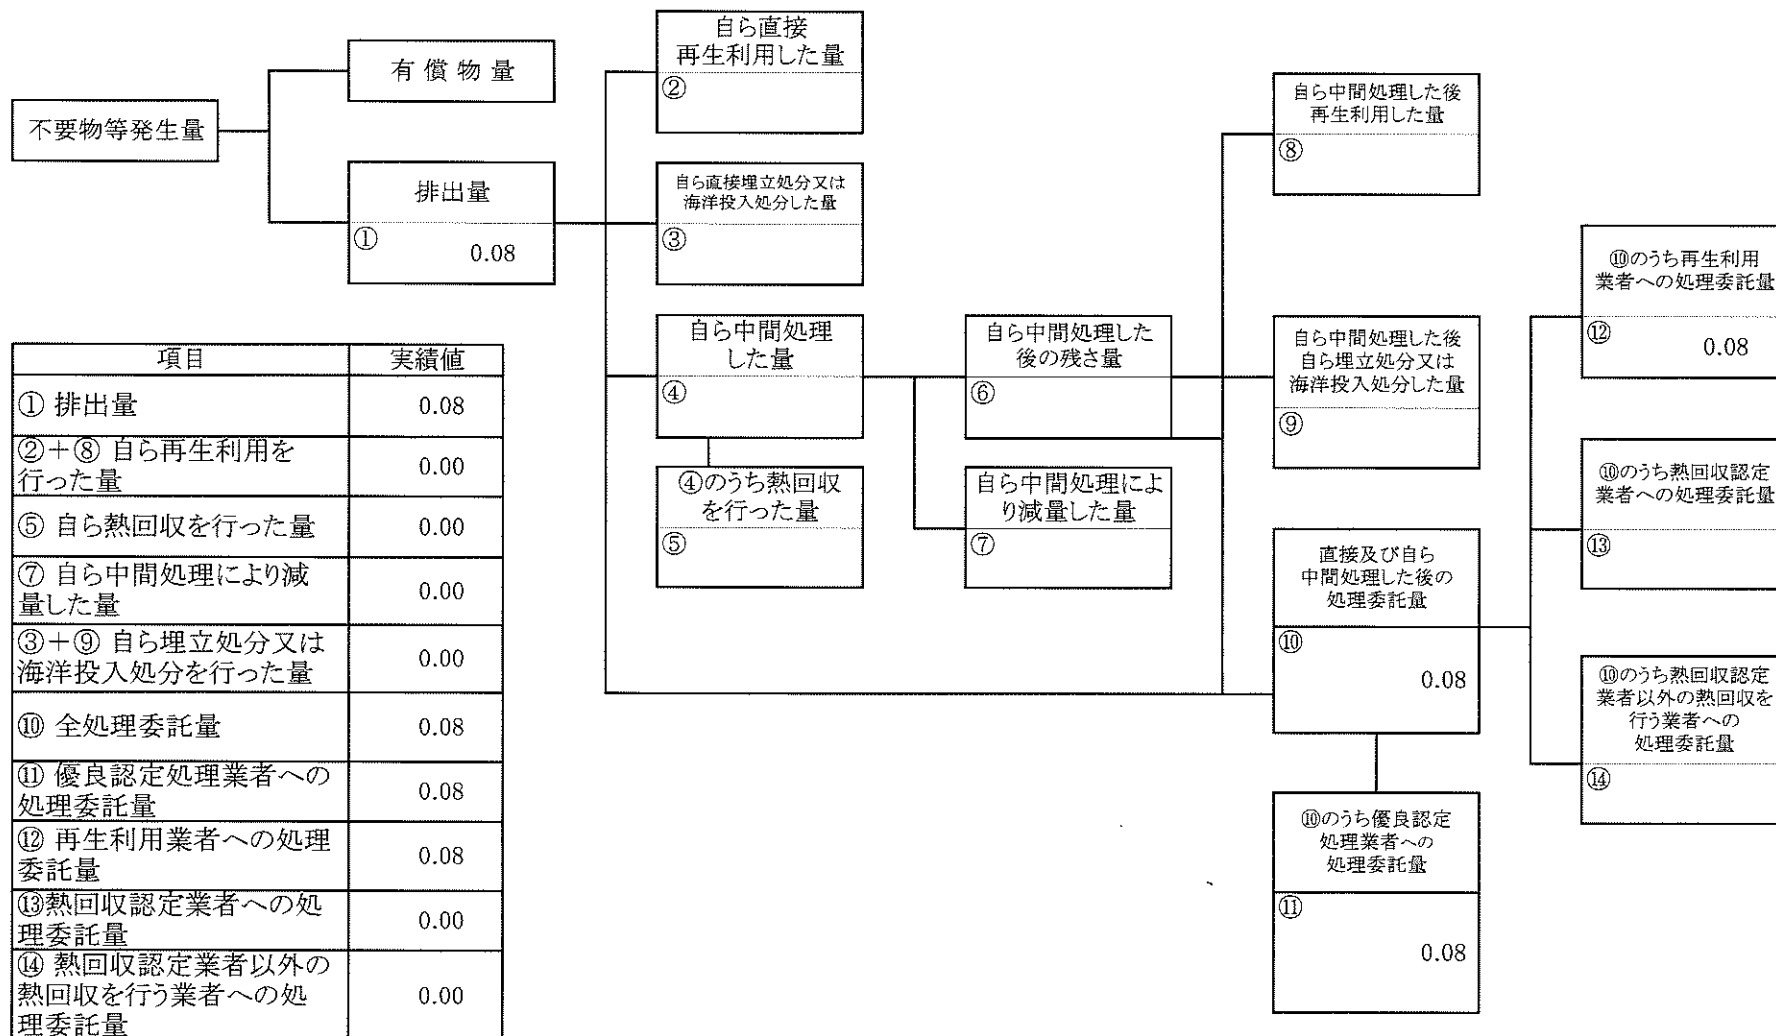 不要物等発生量
有償物量
排出量
①
0.08
自ら直接
再生利用した量
②
自ら直接埋立処分又は
海洋投入処分した量
③
自ら中間処理
した量
④
④のうち熱回収
を行った量
⑤
自ら中間処理した
後の残さ量
⑥
自ら中間処理によ
り減量した量
⑦
自ら中間処理した後
再生利用した量
⑧
自ら中間処理した後
自ら埋立処分又は
海洋投入処分した量
⑨
直接及び自ら
中間処理した後の
処理委託量
⑩
0.08
⑩のうち優良認定
処理業者への
処理委託量
⑪
0.08
⑩のうち再生利用
業者への処理委託量
⑫
0.08
⑩のうち熱回収認定
業者への処理委託量
⑬
⑩のうち熱回収認定
業者以外の熱回収を
行う業者への
処理委託量
⑭
項目 実績値
① 排出量 0.08
②+⑧ 自ら再生利用を
行った量 0.00
⑤ 自ら熱回収を行った量 0.00
⑦ 自ら中間処理により減
量した量 0.00
③+⑨ 自ら埋立処分又は
海洋投入処分を行った量 0.00
⑩ 全処理委託量 0.08
⑪ 優良認定処理業者への
処理委託量 0.08
⑫ 再生利用業者への処理
委託量 0.08
⑬熱回収認定業者への処
理委託量 0.00
⑭ 熱回収認定業者以外の
熱回収を行う業者への処
理委託量 0.00